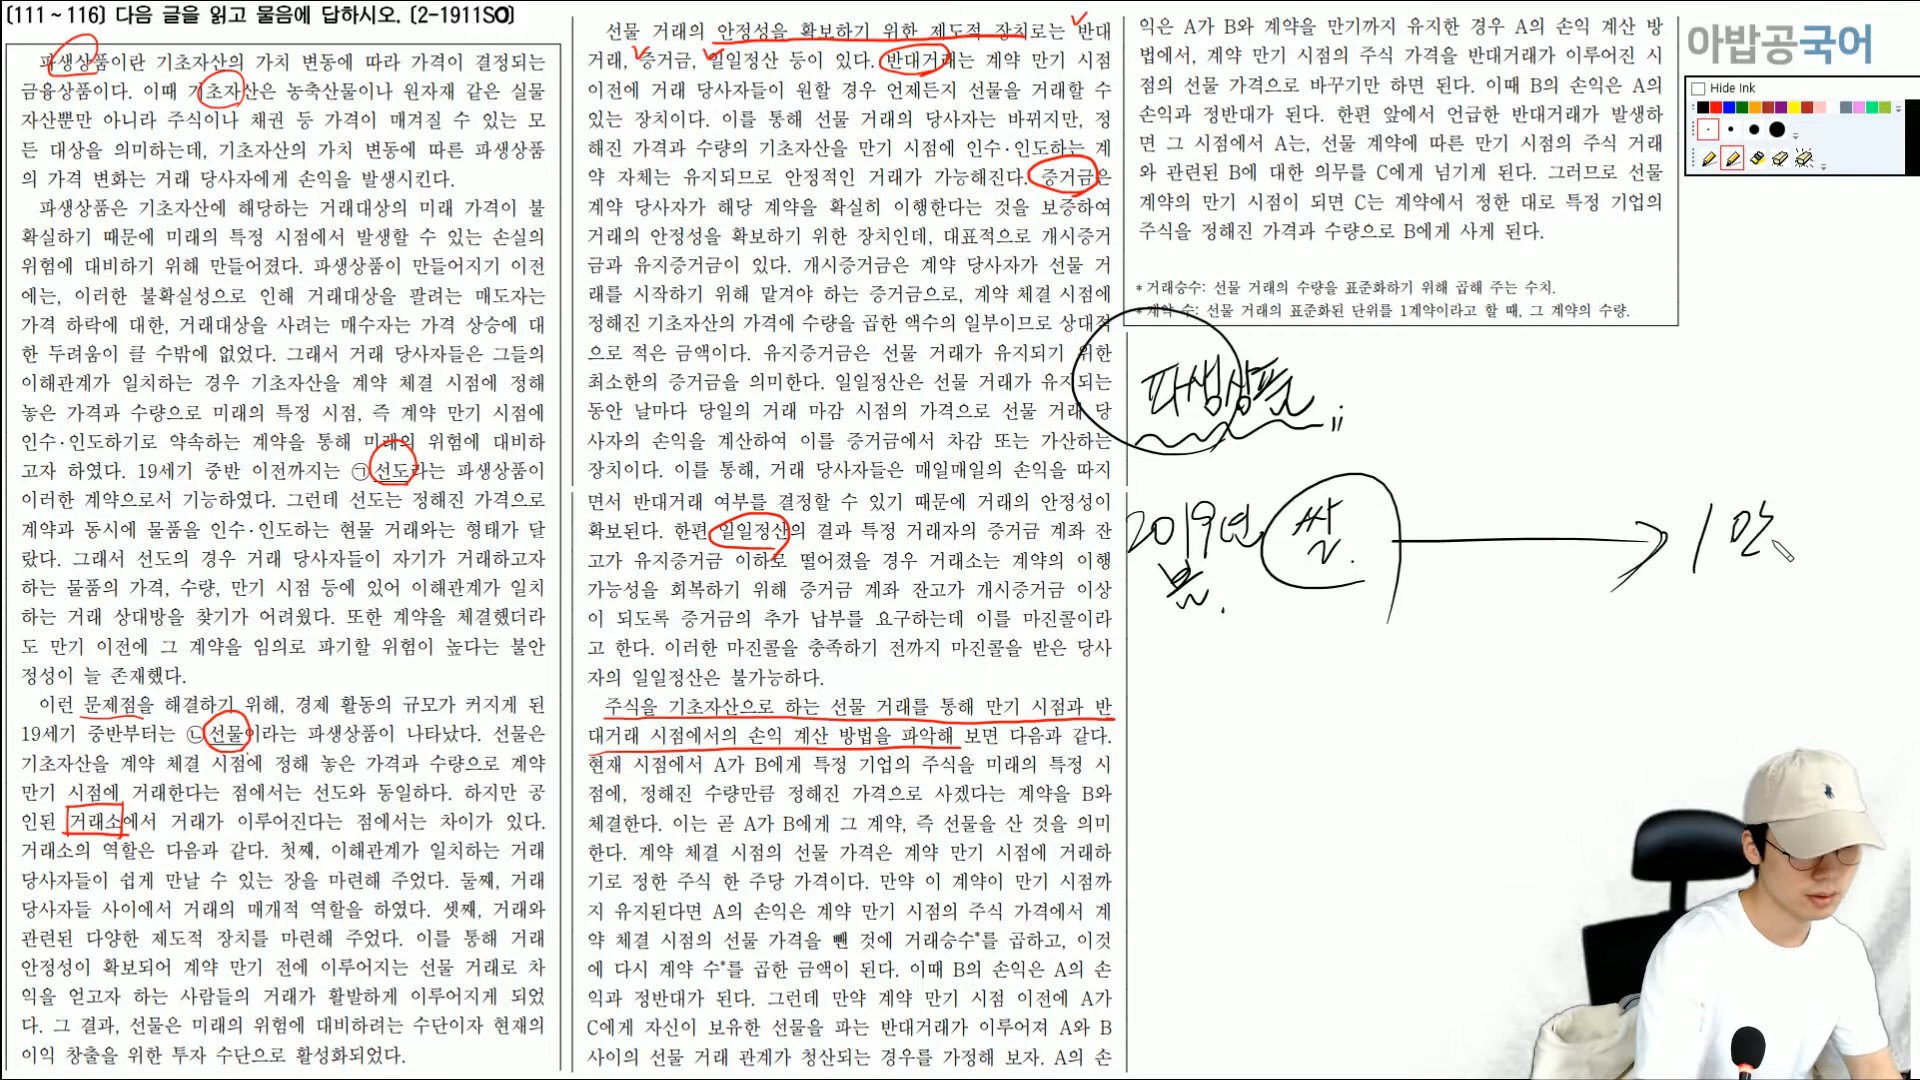 [111~116] 다음 글을 읽고 물음에 답하시오. [2-1911SO]
파생상품이란 기초자산의 가치 변동에 따라 가격이 결정되는
금융상품이다. 이때 기초자산은 농축산물이나 원자재 같은 실물
자산뿐만 아니라 주식이나 채권 등 가격이 매겨질 수 있는 모
든 대상을 의미하는데, 기초자산의 가치 변동에 따른 파생상품
의 가격 변화는 거래 당사자에게 손익을 발생시킨다.
파생상품은 기초자산에 해당하는 거래대상의 미래 가격이 불
확실하기 때문에 미래의 특정 시점에서 발생할 수 있는 손실의
위험에 대비하기 위해 만들어졌다. 파생상품이 만들어지기 이전
에는, 이러한 불확실성으로 인해 거래대상을 팔려는 매도자는
가격 하락에 대한, 거래대상을 사려는 매수자는 가격 상승에 대
한 두려움이 클 수밖에 없었다. 그래서 거래 당사자들은 그들의
이해관계가 일치하는 경우 기초자산을 계약 체결 시점에 정해
놓은 가격과 수량으로 미래의 특정 시점, 즉 계약 만기 시점에
인수·인도하기로 약속하는 계약을 통해 미래의 위험에 대비하
고자 하였다. 19세기 중반 이전까지는 ㉠선도라는 파생상품이
이러한 계약으로서 기능하였다. 그런데 선도는 정해진 가격으로
계약과 동시에 물품을 인수·인도하는 현물 거래와는 형태가 달
랐다. 그래서 선도의 경우 거래 당사자들이 자기가 거래하고자
하는 물품의 가격, 수량, 만기 시점 등에 있어 이해관계가 일치
하는 거래 상대방을 찾기가 어려웠다. 또한 계약을 체결했더라
도 만기 이전에 그 계약을 임의로 파기할 위험이 높다는 불안
정성이 늘 존재했다.
이런 문제점을 해결하기 위해, 경제 활동의 규모가 커지게 된
19세기 중반부터는 ㉡선물이라는 파생상품이 나타났다. 선물은
기초자산을 계약 체결 시점에 정해 놓은 가격과 수량으로 계약
만기 시점에 거래한다는 점에서는 선도와 동일하다. 하지만 공
인된 거래소에서 거래가 이루어진다는 점에서는 차이가 있다.
거래소의 역할은 다음과 같다. 첫째, 이해관계가 일치하는 거래
당사자들이 쉽게 만날 수 있는 장을 마련해 주었다. 둘째, 거래
당사자들 사이에서 거래의 매개적 역할을 하였다. 셋째, 거래와
관련된 다양한 제도적 장치를 마련해 주었다. 이를 통해 거래
안정성이 확보되어 계약 만기 전에 이루어지는 선물 거래로 차
익을 얻고자 하는 사람들의 거래가 활발하게 이루어지게 되었
다. 그 결과, 선물은 미래의 위험에 대비하려는 수단이자 현재의
이익 창출을 위한 투자 수단으로 활성화되었다.
선물 거래의 안정성을 확보하기 위한 제도적 장치로는 반대
거래, 증거금, 일일정산 등이 있다. 반대거래는 계약 만기 시점
이전에 거래 당사자들이 원할 경우 언제든지 선물을 거래할 수
있는 장치이다. 이를 통해 선물 거래의 당사자는 바뀌지만, 정
해진 가격과 수량의 기초자산을 만기 시점에 인수·인도하는 계
약 자체는 유지되므로 안정적인 거래가 가능해진다. 증거금은
계약 당사자가 해당 계약을 확실히 이행한다는 것을 보증하여
거래의 안정성을 확보하기 위한 장치인데, 대표적으로 개시증거
금과 유지증거금이 있다. 개시증거금은 계약 당사자가 선물 거
래를 시작하기 위해 맡겨야 하는 증거금으로, 계약 체결 시점에
정해진 기초자산의 가격에 수량을 곱한 액수의 일부이므로 상대적
으로 적은 금액이다. 유지증거금은 선물 거래가 유지되기 위한
최소한의 증거금을 의미한다. 일일정산은 선물 거래가 유지되는
동안 날마다 당일의 거래 마감 시점의 가격으로 선물 거래 당
사자의 손익을 계산하여 이를 증거금에서 차감 또는 가산하는
장치이다. 이를 통해, 거래 당사자들은 매일매일의 손익을 따지
면서 반대거래 여부를 결정할 수 있기 때문에 거래의 안정성이
확보된다. 한편 일일정산의 결과 특정 거래자의 증거금 계좌 잔
고가 유지증거금 이하로 떨어졌을 경우 거래소는 계약의 이행
가능성을 회복하기 위해 증거금 계좌 잔고가 개시증거금 이상
이 되도록 증거금의 추가 납부를 요구하는데 이를 마진콜이라
고 한다. 이러한 마진콜을 충족하기 전까지 마진콜을 받은 당사
자의 일일정산은 불가능하다.
주식을 기초자산으로 하는 선물 거래를 통해 만기 시점과 반
대거래 시점에서의 손익 계산 방법을 파악해 보면 다음과 같다.
현재 시점에서 A가 B에게 특정 기업의 주식을 미래의 특정 시
점에, 정해진 수량만큼 정해진 가격으로 사겠다는 계약을 B와
체결한다. 이는 곧 A가 B에게 그 계약, 즉 선물을 산 것을 의미
한다. 계약 체결 시점의 선물 가격은 계약 만기 시점에 거래하
기로 정한 주식 한 주당 가격이다. 만약 이 계약이 만기 시점까
지 유지된다면 A의 손익은 계약 만기 시점의 주식 가격에서 계
약 체결 시점의 선물 가격을 뺀 것에 거래승수*를 곱하고, 이것
에 다시 계약 수*를 곱한 금액이 된다. 이때 B의 손익은 A의 손
익과 정반대가 된다. 그런데 만약 계약 만기 시점 이전에 A가
C에게 자신이 보유한 선물을 파는 반대거래가 이루어져 A와 B
사이의 선물 거래 관계가 청산되는 경우를 가정해 보자. A의 손
익은 A가 B와 계약을 만기까지 유지한 경우 A의 손익 계산 방
법에서, 계약 만기 시점의 주식 가격을 반대거래가 이루어진 시
점의 선물 가격으로 바꾸기만 하면 된다. 이때 B의 손익은 A의
손익과 정반대가 된다. 한편 앞에서 언급한 반대거래가 발생하
면 그 시점에서 A는, 선물 계약에 따른 만기 시점의 주식 거래
와 관련된 B에 대한 의무를 C에게 넘기게 된다. 그러므로 선물
계약의 만기 시점이 되면 C는 계약에서 정한 대로 특정 기업의
주식을 정해진 가격과 수량으로 B에게 사게 된다.
* 거래승수: 선물 거래의 수량을 표준화하기 위해 곱해 주는 수치.
* 계약 수: 선물 거래의 표준화된 단위를 1계약이라고 할 때, 그 계약의 수량.
파생상품
2019년 쌀. 1만
봄.
아밥공국어
Hide Ink